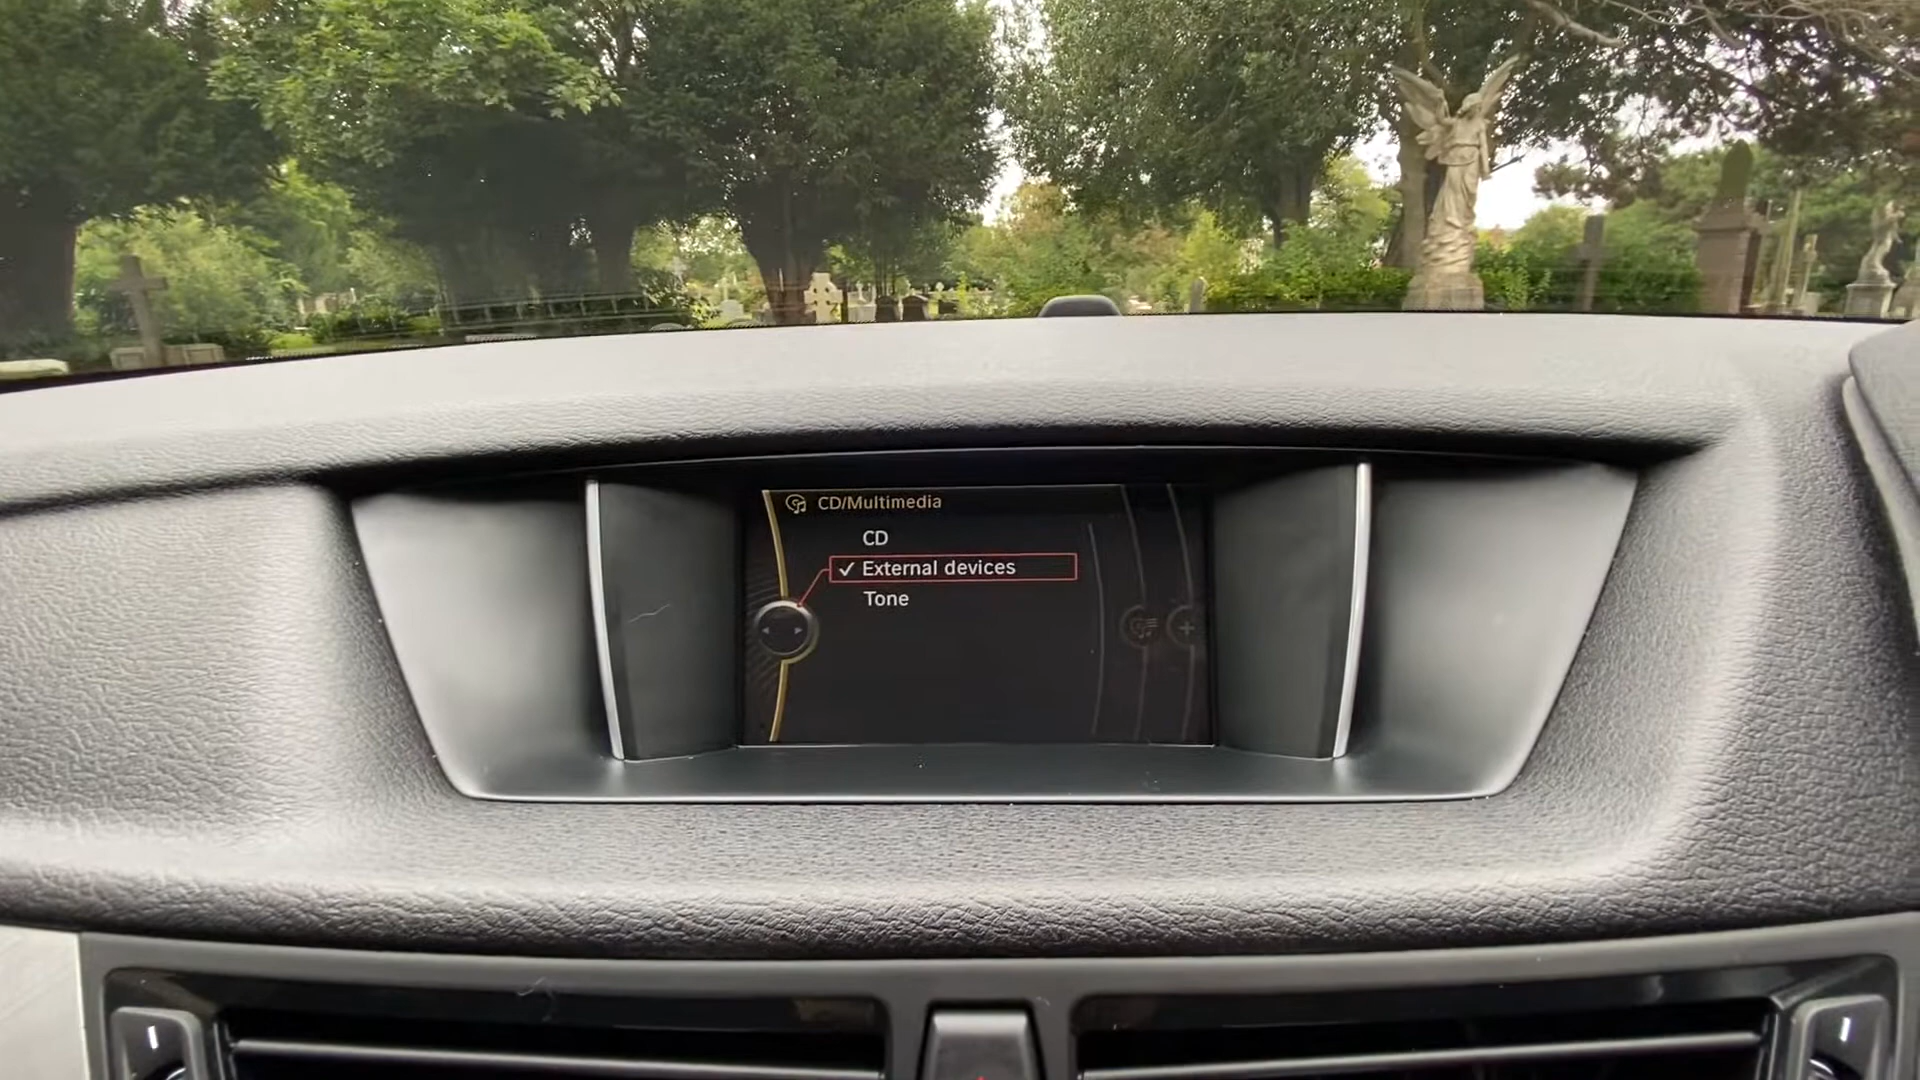 CD/Multimedia
CD
✓ External devices
Tone